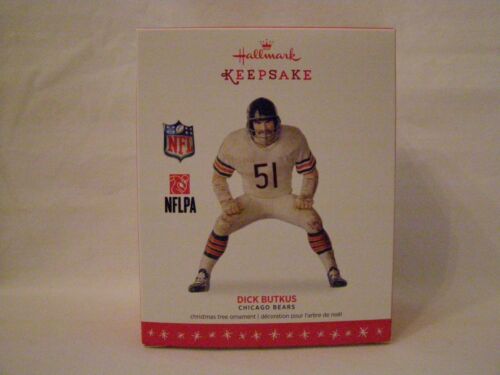 Hallmark
KEEPSAKE
NFL
NFLPA
51
DICK BUTKUS
CHICAGO BEARS
christmas tree ornament | décoration pour l'arbre de noël